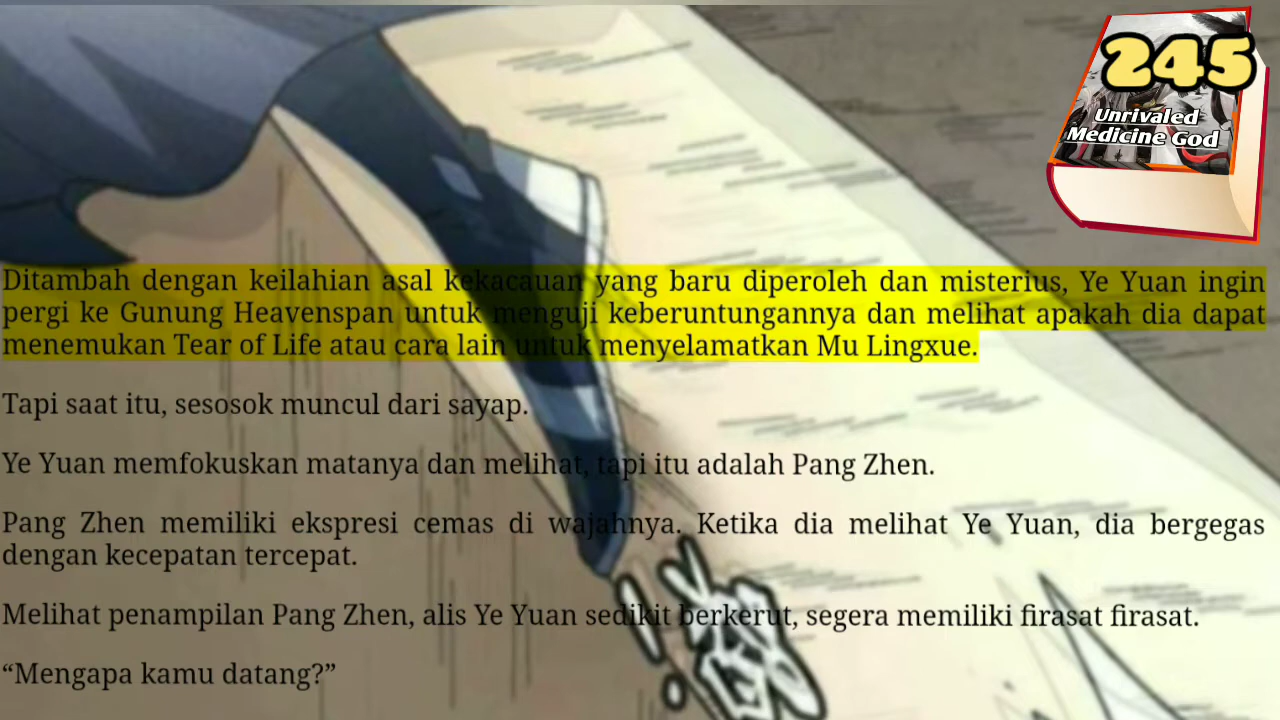 245
Unrivaled
Medicine God
Ditambah dengan keilahian asal kekacauan yang baru diperoleh dan misterius, Ye Yuan ingin
pergi ke Gunung Heavenspan untuk menguji keberuntungannya dan melihat apakah dia dapat
menemukan Tear of Life atau cara lain untuk menyelamatkan Mu Lingxue.
Tapi saat itu, sesosok muncul dari sayap.
Ye Yuan memfokuskan matanya dan melihat, tapi itu adalah Pang Zhen.
Pang Zhen memiliki ekspresi cemas di wajahnya. Ketika dia melihat Ye Yuan, dia bergegas
dengan kecepatan tercepat.
Melihat penampilan Pang Zhen, alis Ye Yuan sedikit berkerut, segera memiliki firasat firasat.
“Mengapa kamu datang?”